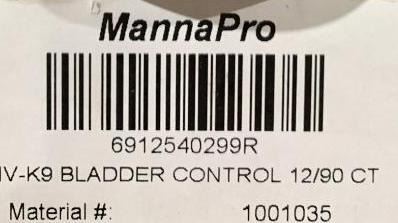 MannaPro
6912540299R
IV-K9 BLADDER CONTROL 12/90 CT
Material #: 1001035